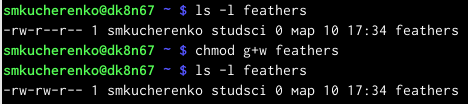 smkucherenko@dk8n67 ~ $ ls -l feathers
-rw-r--r-- 1 smkucherenko studsci 0 мар 10 17:34 feathers
smkucherenko@dk8n67 ~ $ chmod g+w feathers
smkucherenko@dk8n67 ~ $ ls -l feathers
-rw-rw-r-- 1 smkucherenko studsci 0 мар 10 17:34 feathers